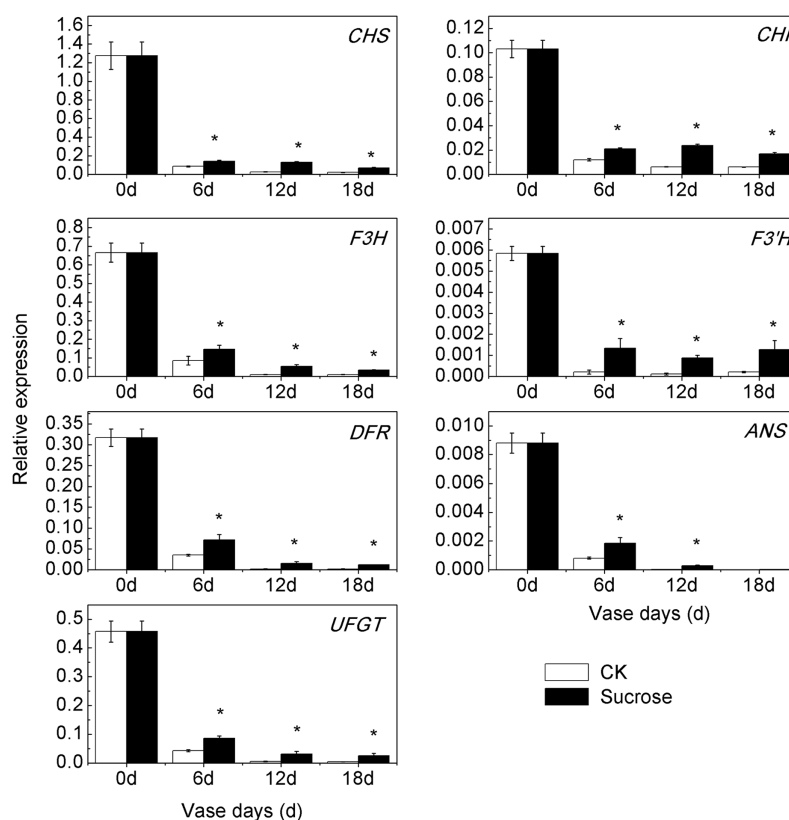 Relative expression
CHS
1.6
1.4
1.2
1.0
0.8
0.6
0.4
0.2
0.0
* * *
0d 6d 12d 18d
CHI
0.12
0.10
0.08
0.06
0.04
0.02
0.00
* * *
0d 6d 12d 18d
F3H
0.8
0.7
0.6
0.5
0.4
0.3
0.2
0.1
0.0
* * *
0d 6d 12d 18d
F3'H
0.007
0.006
0.005
0.004
0.003
0.002
0.001
0.000
* * *
0d 6d 12d 18d
DFR
0.35
0.30
0.25
0.20
0.15
0.10
0.05
0.00
* * *
0d 6d 12d 18d
ANS
0.010
0.008
0.006
0.004
0.002
0.000
* *
0d 6d 12d 18d
Vase days (d)
UFGT
0.5
0.4
0.3
0.2
0.1
0.0
* * *
0d 6d 12d 18d
Vase days (d)
CK
Sucrose